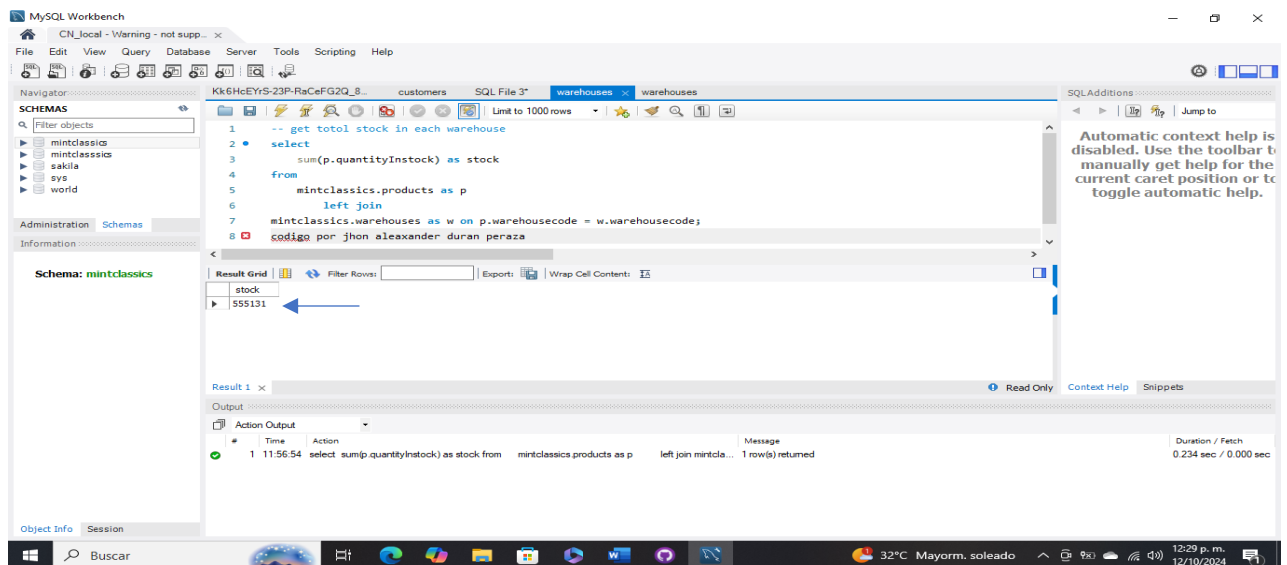 MySQL Workbench
CN_local - Warning - not supp... ×
File Edit View Query Database Server Tools Scripting Help
Navigator
SCHEMAS
Filter objects
mintclassics
mintclasssics
sakila
sys
world
Administration Schemas
Information
Schema: mintclassics
Object Info Session
Kk6HcEYrS-23P-RaCeFG2Q_8... customers SQL File 3* warehouses × warehouses
Limit to 1000 rows
1 -- get totol stock in each warehouse
2 select
3 sum(p.quantityInstock) as stock
4 from
5 mintclassics.products as p
6 left join
7 mintclassics.warehouses as w on p.warehousecode = w.warehousecode;
8 codigo por jhon aleaxander duran peraza
Result Grid Filter Rows: Export: Wrap Cell Content: IA
stock
555131
Result 1 × Read Only
Output
Action Output
# Time Action Message Duration / Fetch
1 11:56:54 select sum(p.quantityInstock) as stock from mintclassics.products as p left join mintcla... 1 row(s) returned 0.234 sec / 0.000 sec
SQLAdditions
Jump to
Automatic context help is
disabled. Use the toolbar to
manually get help for the
current caret position or to
toggle automatic help.
Context Help Snippets
Buscar
32°C Mayorm. soleado
12:29 p. m.
12/10/2024